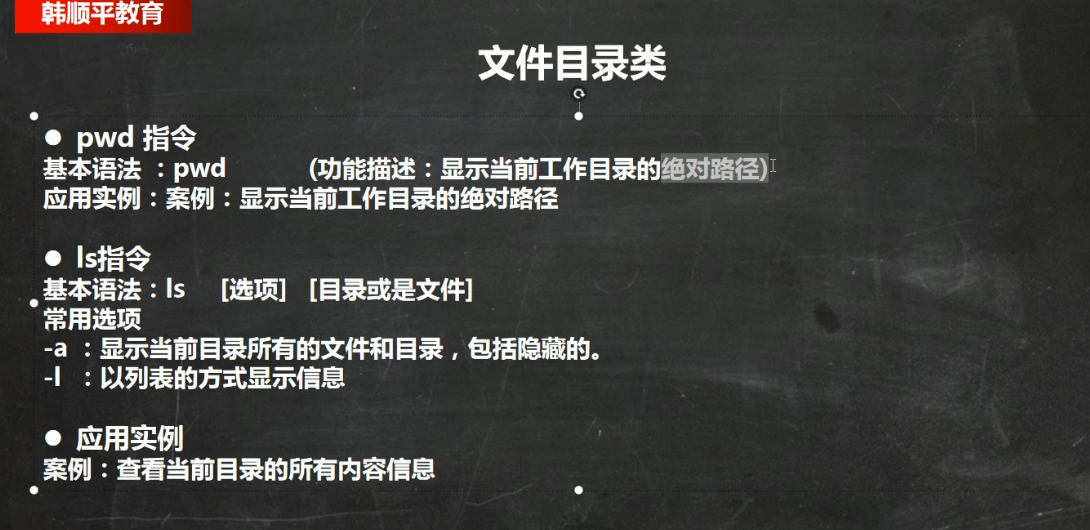 韩顺平教育
文件目录类
● pwd 指令
基本语法 ：pwd (功能描述：显示当前工作目录的绝对路径)
应用实例：案例：显示当前工作目录的绝对路径
● ls指令
基本语法：ls [选项] [目录或是文件]
常用选项
-a ：显示当前目录所有的文件和目录，包括隐藏的。
-l ：以列表的方式显示信息
● 应用实例
案例：查看当前目录的所有内容信息